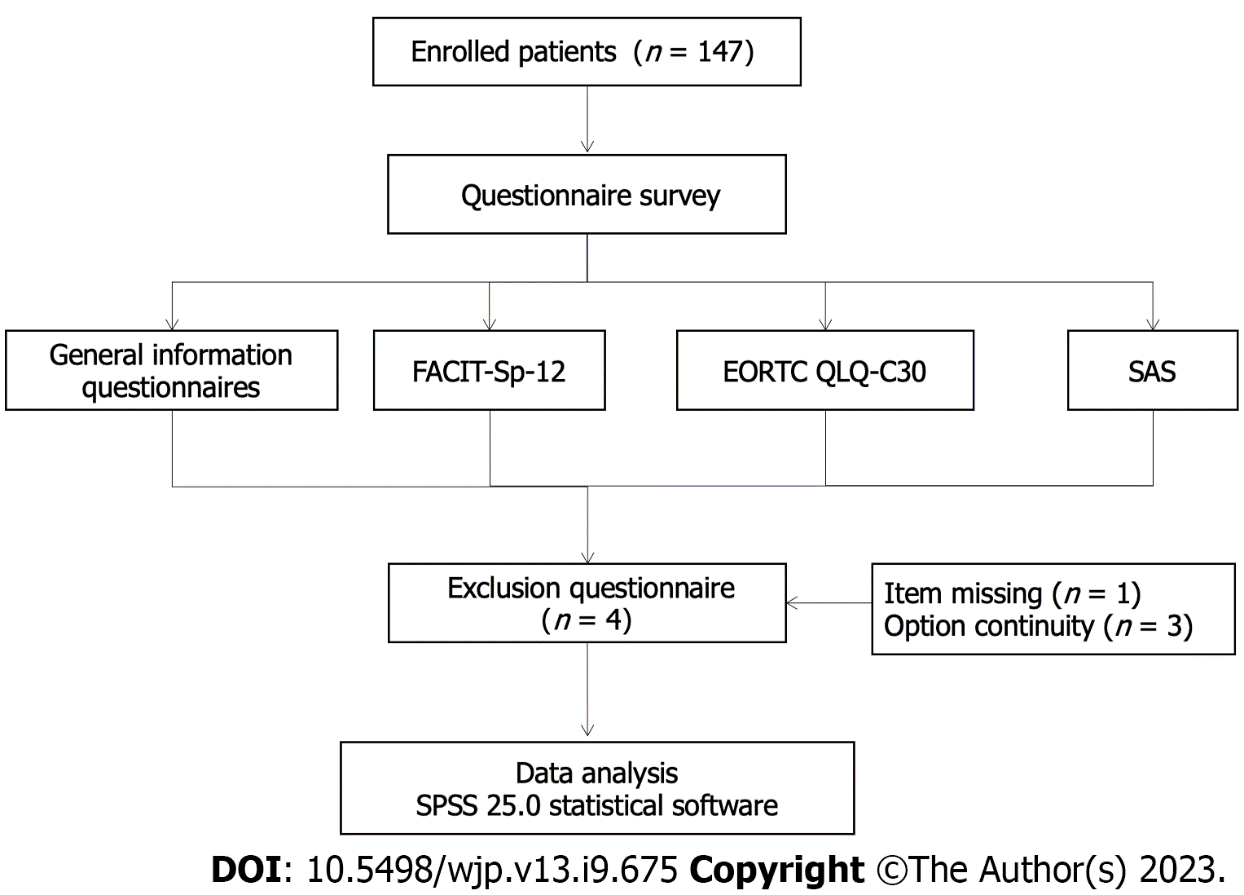 Enrolled patients (n = 147)
Questionnaire survey
General information
questionnaires
FACIT-Sp-12
EORTC QLQ-C30
SAS
Exclusion questionnaire
(n = 4)
Item missing (n = 1)
Option continuity (n = 3)
Data analysis
SPSS 25.0 statistical software
DOI: 10.5498/wjp.v13.i9.675 Copyright ©The Author(s) 2023.